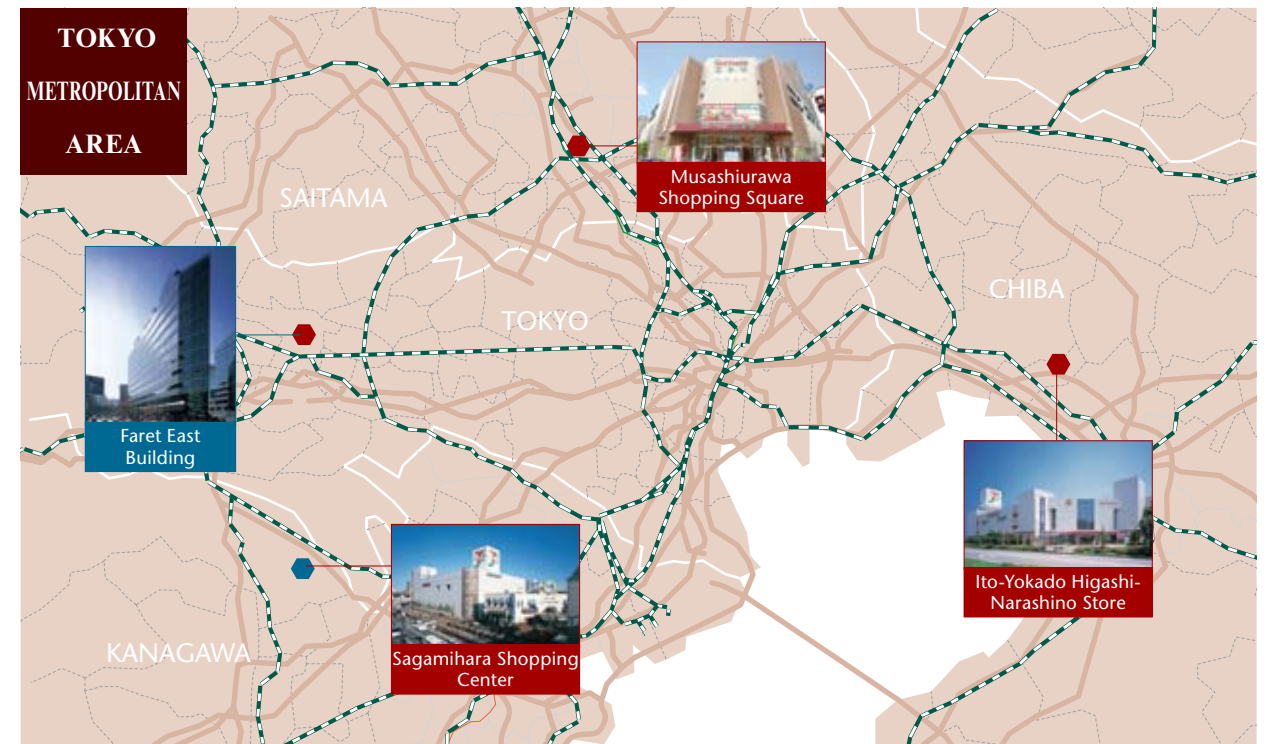 TOKYO
METROPOLITAN
AREA
Musashiurawa
Shopping Square
SAITAMA
CHIBA
TOKYO
Faret East
Building
Ito-Yokado Higashi-
Narashino Store
KANAGAWA
Sagamihara Shopping
Center